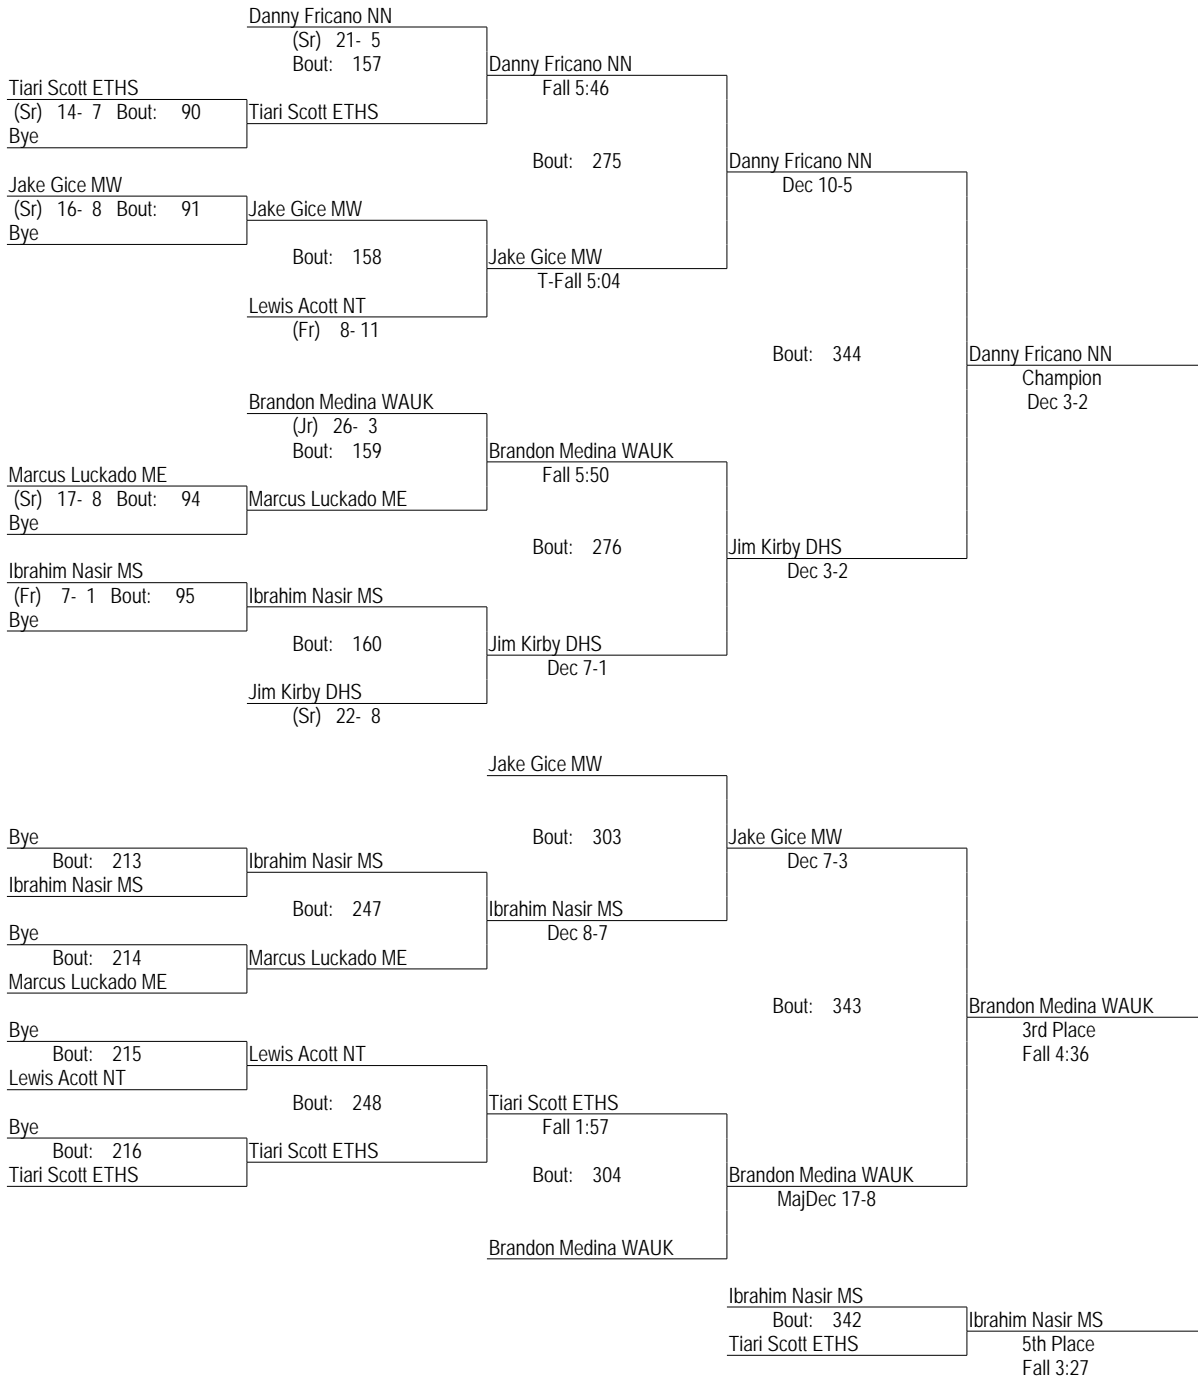 Danny Fricano NN
(Sr) 21- 5
Bout: 157
Danny Fricano NN
Fall 5:46
Tiari Scott ETHS
(Sr) 14- 7 Bout: 90
Tiari Scott ETHS
Bye
Bout: 275
Danny Fricano NN
Dec 10-5
Jake Gice MW
(Sr) 16- 8 Bout: 91
Jake Gice MW
Bye
Bout: 158
Jake Gice MW
T-Fall 5:04
Lewis Acott NT
(Fr) 8- 11
Bout: 344
Danny Fricano NN
Champion
Dec 3-2
Brandon Medina WAUK
(Jr) 26- 3
Bout: 159
Brandon Medina WAUK
Fall 5:50
Marcus Luckado ME
(Sr) 17- 8 Bout: 94
Marcus Luckado ME
Bye
Bout: 276
Jim Kirby DHS
Dec 3-2
Ibrahim Nasir MS
(Fr) 7- 1 Bout: 95
Ibrahim Nasir MS
Bye
Bout: 160
Jim Kirby DHS
Dec 7-1
Jim Kirby DHS
(Sr) 22- 8
Jake Gice MW
Bout: 303
Jake Gice MW
Dec 7-3
Bye
Bout: 213
Ibrahim Nasir MS
Ibrahim Nasir MS
Bout: 247
Ibrahim Nasir MS
Dec 8-7
Bye
Bout: 214
Marcus Luckado ME
Marcus Luckado ME
Bout: 343
Brandon Medina WAUK
3rd Place
Fall 4:36
Bye
Bout: 215
Lewis Acott NT
Lewis Acott NT
Bout: 248
Tiari Scott ETHS
Fall 1:57
Bye
Bout: 216
Tiari Scott ETHS
Tiari Scott ETHS
Bout: 304
Brandon Medina WAUK
MajDec 17-8
Brandon Medina WAUK
Ibrahim Nasir MS
Bout: 342
Tiari Scott ETHS
Ibrahim Nasir MS
5th Place
Fall 3:27